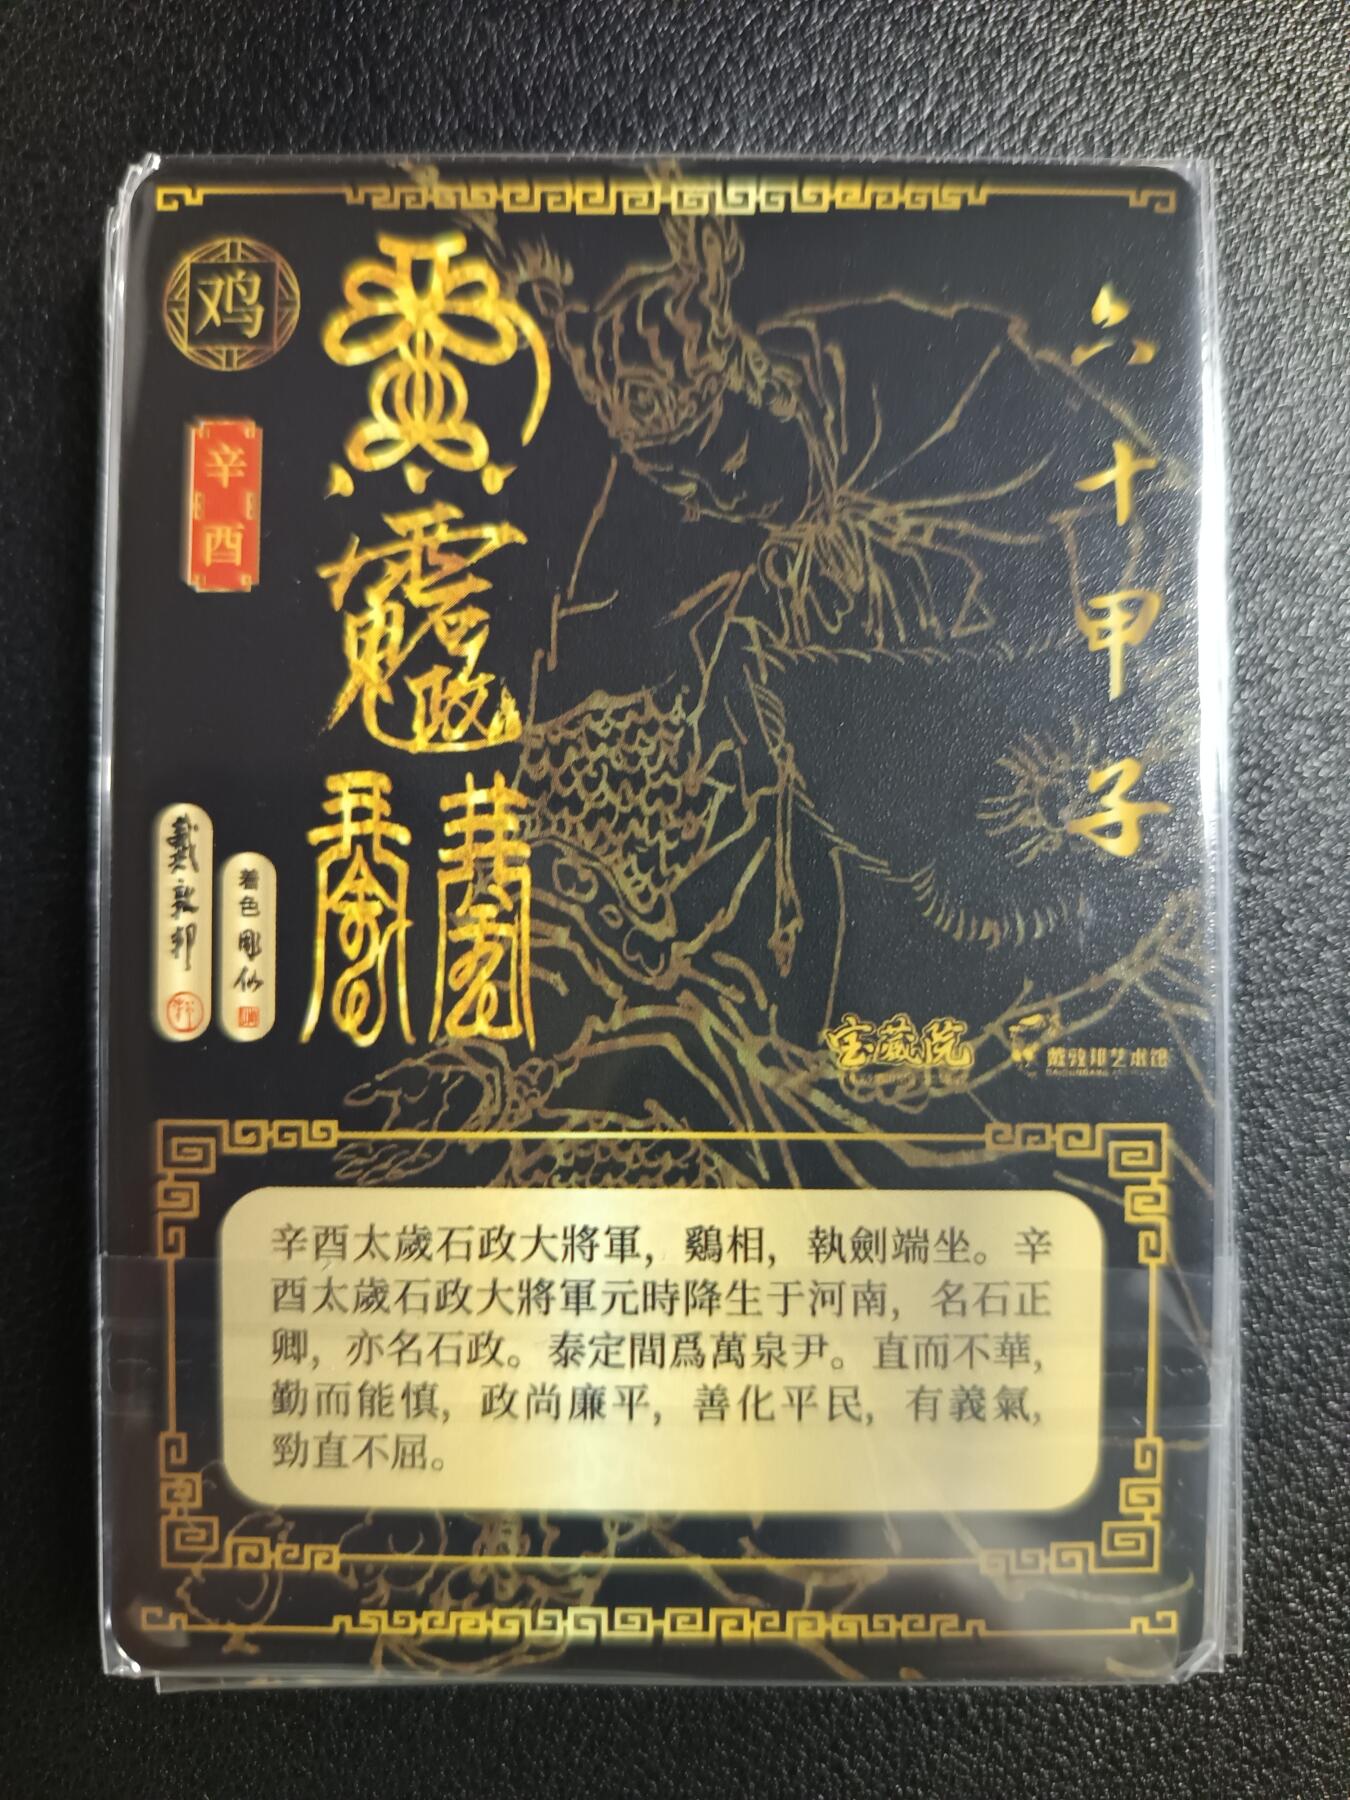 六十甲子
鸡
辛酉
戴敦邦
着色
宝藏院
戴敦邦艺术馆
辛酉太歲石政大將軍，鷄相，執劍端坐。辛
酉太歲石政大將軍元時降生于河南，名石正
卿，亦名石政。泰定間爲萬泉尹。直而不華，
勤而能慎，政尚廉平，善化平民，有義氣，
勁直不屈。